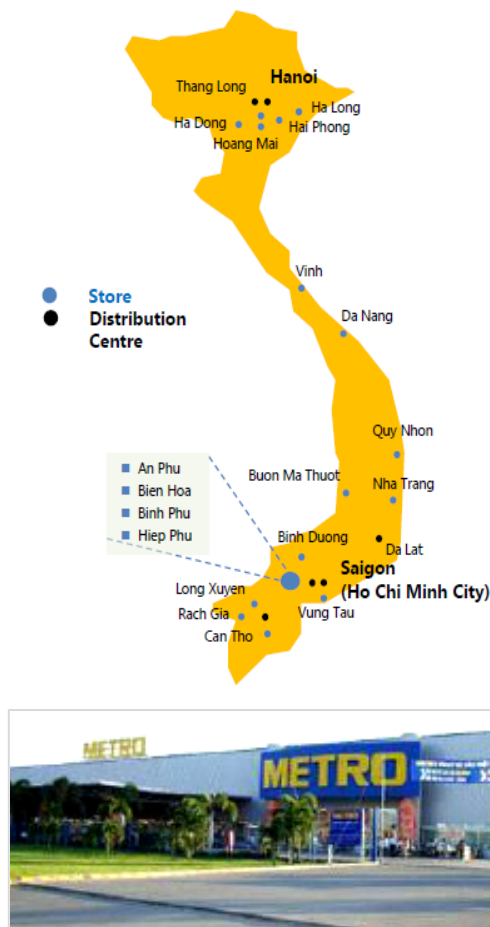 Thang Long
Hanoi
Ha Long
Ha Dong
Hai Phong
Hoang Mai
Vinh
Store
Distribution
Centre
Da Nang
Quy Nhon
An Phu
Bien Hoa
Binh Phu
Hiep Phu
Buon Ma Thuot
Nha Trang
Binh Duong
Da Lat
Saigon
(Ho Chi Minh City)
Long Xuyen
Rach Gia
Vung Tau
Can Tho
METRO
METRO